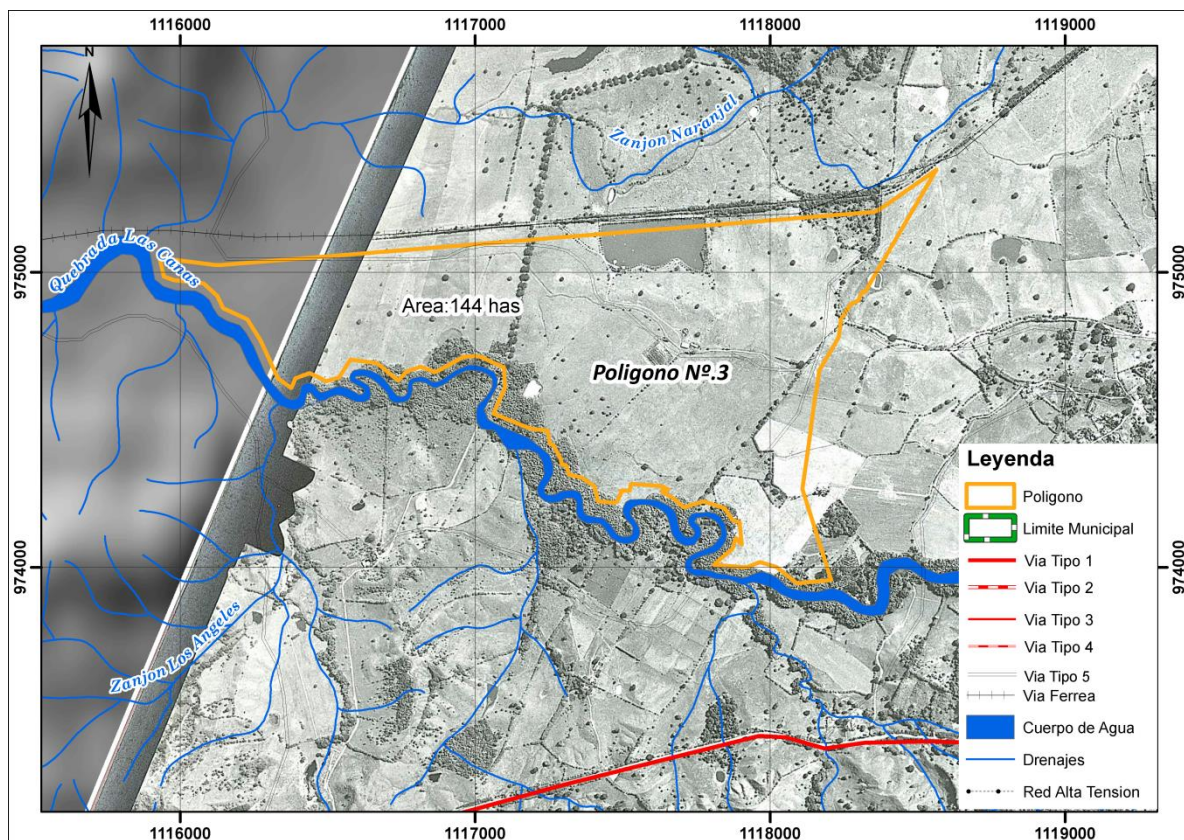 1116000
1117000
1118000
1119000
N
Zanjon Naranjal
Quebrada Las Canas
975000
975000
Area:144 has
Poligono Nº.3
974000
974000
Zanjon Los Angeles
Leyenda
Poligono
Limite Municipal
Via Tipo 1
Via Tipo 2
Via Tipo 3
Via Tipo 4
Via Tipo 5
Via Ferrea
Cuerpo de Agua
Drenajes
Red Alta Tension
1116000
1117000
1118000
1119000